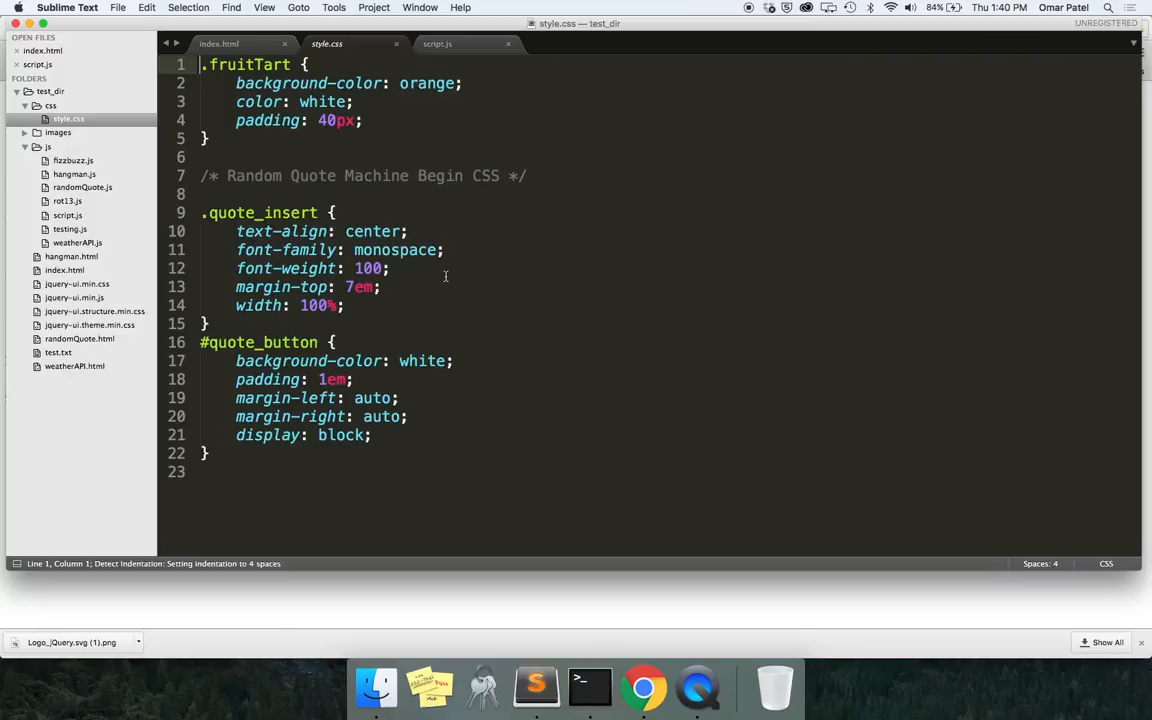 Sublime Text File Edit Selection Find View Goto Tools Project Window Help 84% Thu 1:40 PM Omar Patel
style.css — test_dir UNREGISTERED
OPEN FILES
× index.html
× script.js
FOLDERS
test_dir
css
style.css
images
js
fizzbuzz.js
hangman.js
randomQuote.js
rot13.js
script.js
testing.js
weatherAPI.js
hangman.html
index.html
jquery-ui.min.css
jquery-ui.min.js
jquery-ui.structure.min.css
jquery-ui.theme.min.css
randomQuote.html
test.txt
weatherAPI.html
index.html × style.css × script.js ×
1 .fruitTart {
2 background-color: orange;
3 color: white;
4 padding: 40px;
5 }
6
7 /* Random Quote Machine Begin CSS */
8
9 .quote_insert {
10 text-align: center;
11 font-family: monospace;
12 font-weight: 100;
13 margin-top: 7em;
14 width: 100%;
15 }
16 #quote_button {
17 background-color: white;
18 padding: 1em;
19 margin-left: auto;
20 margin-right: auto;
21 display: block;
22 }
23
Line 1, Column 1; Detect Indentation: Setting indentation to 4 spaces Spaces: 4 CSS
Logo_jQuery.svg (1).png Show All ×